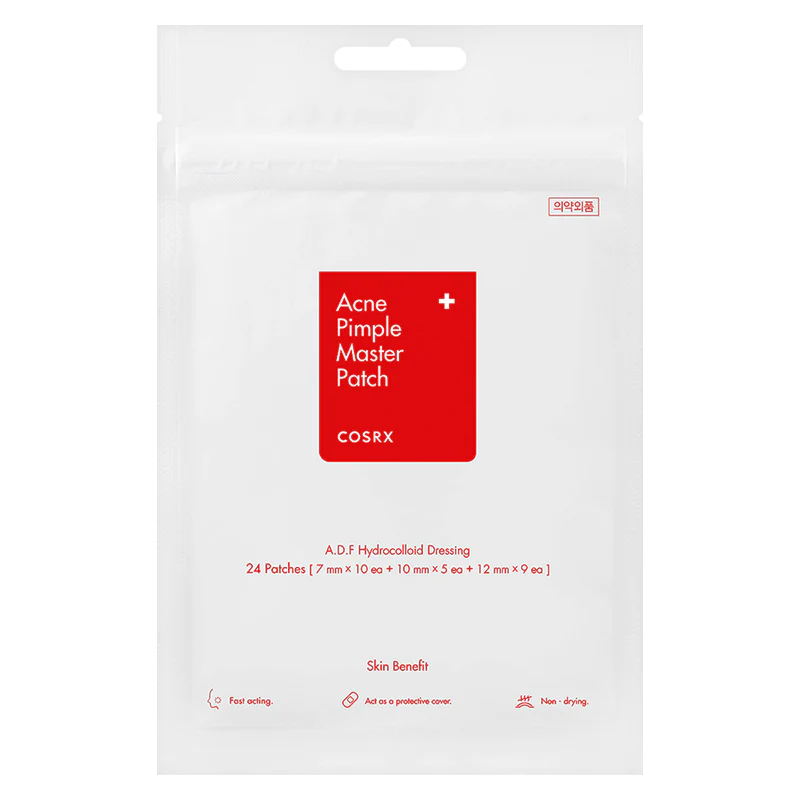 의약외품
Acne
Pimple
Master
Patch
COSRX
A.D.F Hydrocolloid Dressing
24 Patches [ 7 mm × 10 ea + 10 mm × 5 ea + 12 mm × 9 ea ]
Skin Benefit
Fast acting.
Act as a protective cover.
Non - drying.